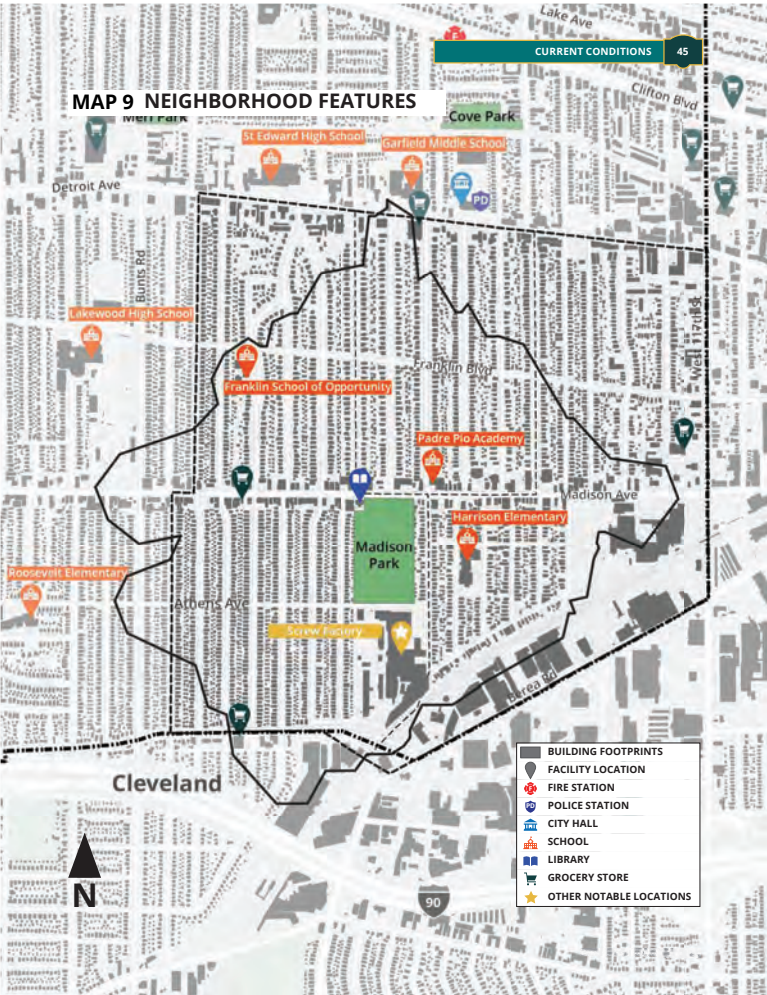 Lake Ave
CURRENT CONDITIONS 45
Clifton Blvd
MAP 9 NEIGHBORHOOD FEATURES
Park
Cove Park
St Edward High School
Garfield Middle School
PD
Detroit Ave
Bunts Rd
Lakewood High School
Franklin Blvd
Franklin School of Opportunity
Padre Pio Academy
Madison Ave
Harrison Elementary
Madison
Park
Roosevelt Elementary
Athens Ave
Screw Factory
Berea Rd
Cleveland
BUILDING FOOTPRINTS
FACILITY LOCATION
F FIRE STATION
PD POLICE STATION
CITY HALL
SCHOOL
LIBRARY
GROCERY STORE
OTHER NOTABLE LOCATIONS
N
90